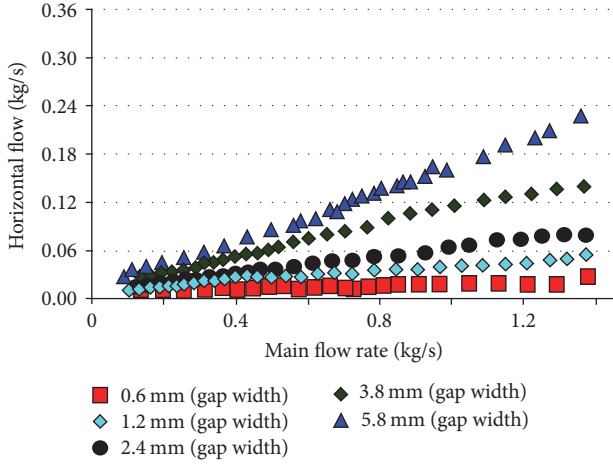 0.36
0.30
0.24
0.18
0.12
0.06
0.00
Horizontal flow (kg/s)
0 0.4 0.8 1.2
Main flow rate (kg/s)
0.6 mm (gap width) 3.8 mm (gap width)
1.2 mm (gap width) 5.8 mm (gap width)
2.4 mm (gap width)